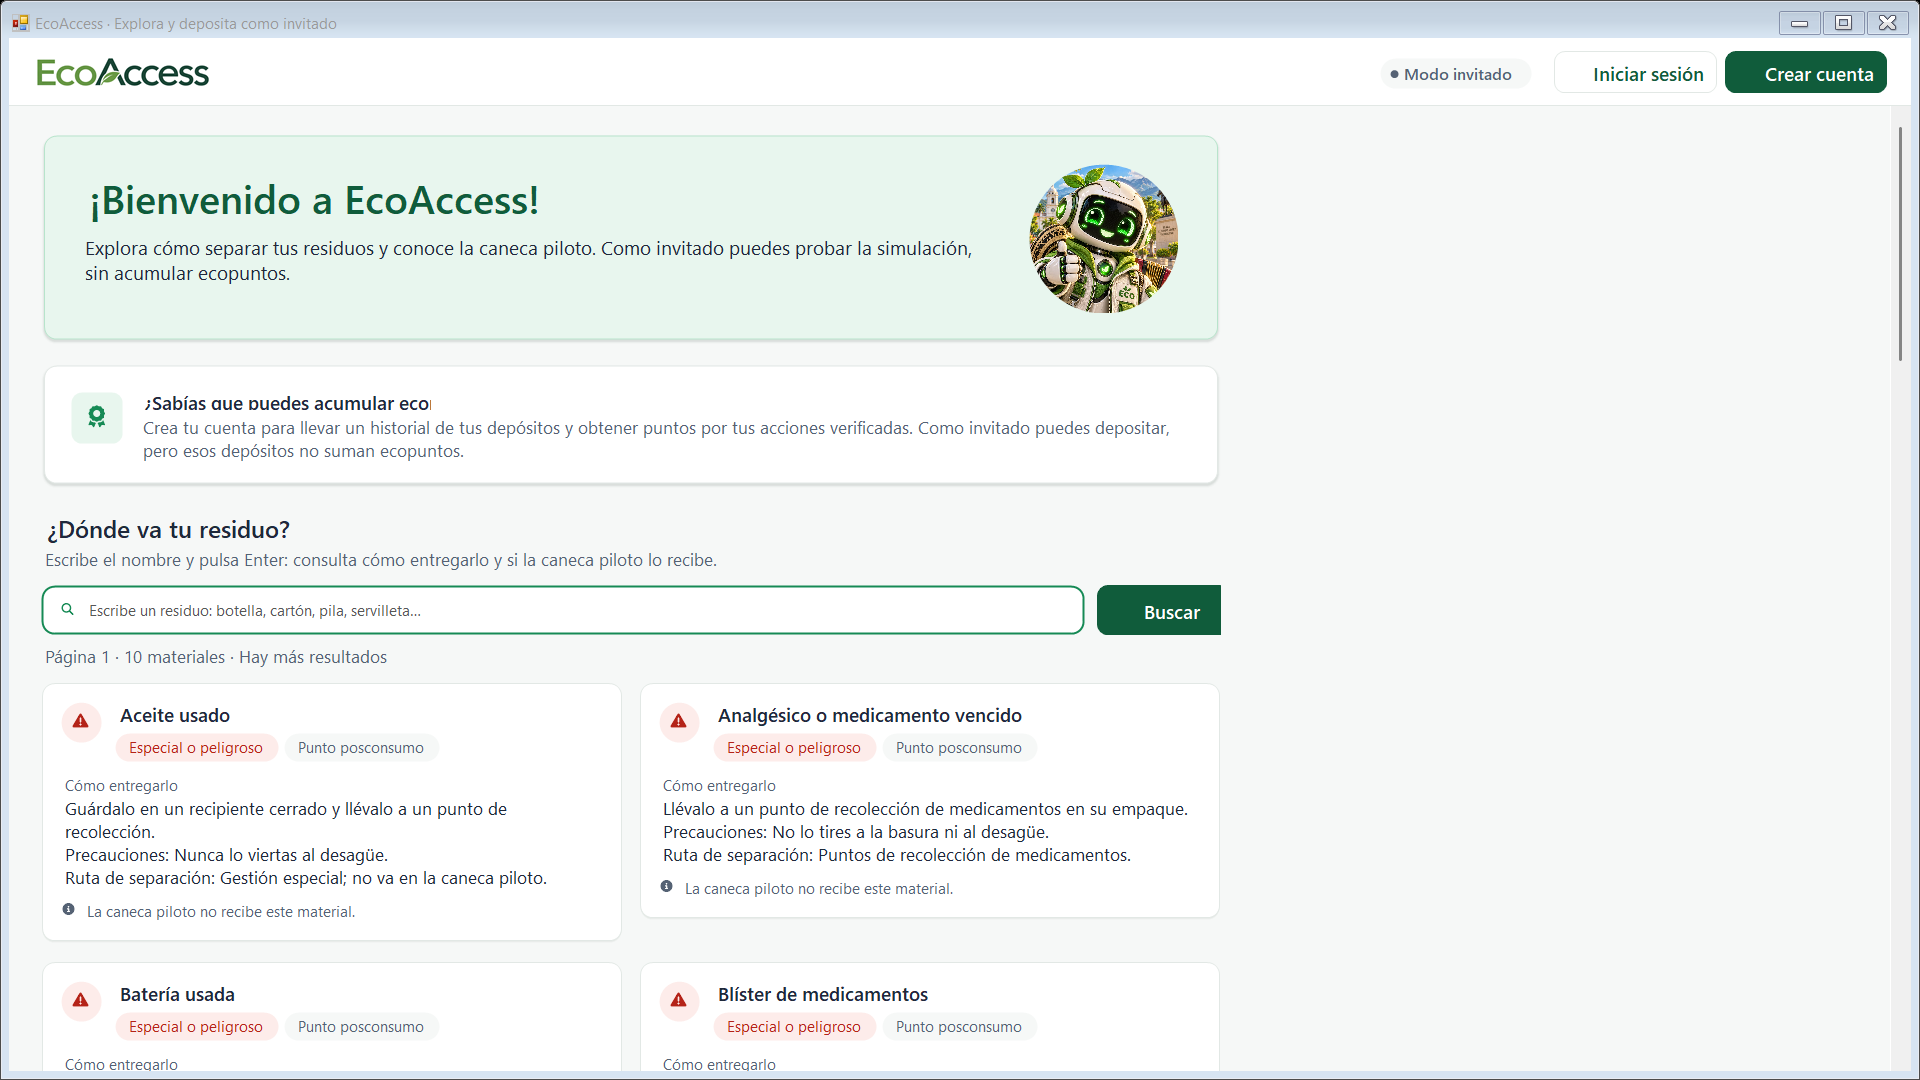 EcoAccess · Explora y deposita como invitado
EcoAccess
Modo invitado
Iniciar sesión
Crear cuenta
¡Bienvenido a EcoAccess!
Explora cómo separar tus residuos y conoce la caneca piloto. Como invitado puedes probar la simulación,
sin acumular ecopuntos.
ECO
¿Sabías que puedes acumular eco
Crea tu cuenta para llevar un historial de tus depósitos y obtener puntos por tus acciones verificadas. Como invitado puedes depositar,
pero esos depósitos no suman ecopuntos.
¿Dónde va tu residuo?
Escribe el nombre y pulsa Enter: consulta cómo entregarlo y si la caneca piloto lo recibe.
Escribe un residuo: botella, cartón, pila, servilleta...
Buscar
Página 1 · 10 materiales · Hay más resultados
Aceite usado
Especial o peligroso
Punto posconsumo
Cómo entregarlo
Guárdalo en un recipiente cerrado y llévalo a un punto de
recolección.
Precauciones: Nunca lo viertas al desagüe.
Ruta de separación: Gestión especial; no va en la caneca piloto.
La caneca piloto no recibe este material.
Analgésico o medicamento vencido
Especial o peligroso
Punto posconsumo
Cómo entregarlo
Llévalo a un punto de recolección de medicamentos en su empaque.
Precauciones: No lo tires a la basura ni al desagüe.
Ruta de separación: Puntos de recolección de medicamentos.
La caneca piloto no recibe este material.
Batería usada
Especial o peligroso
Punto posconsumo
Cómo entregarlo
Blíster de medicamentos
Especial o peligroso
Punto posconsumo
Cómo entregarlo